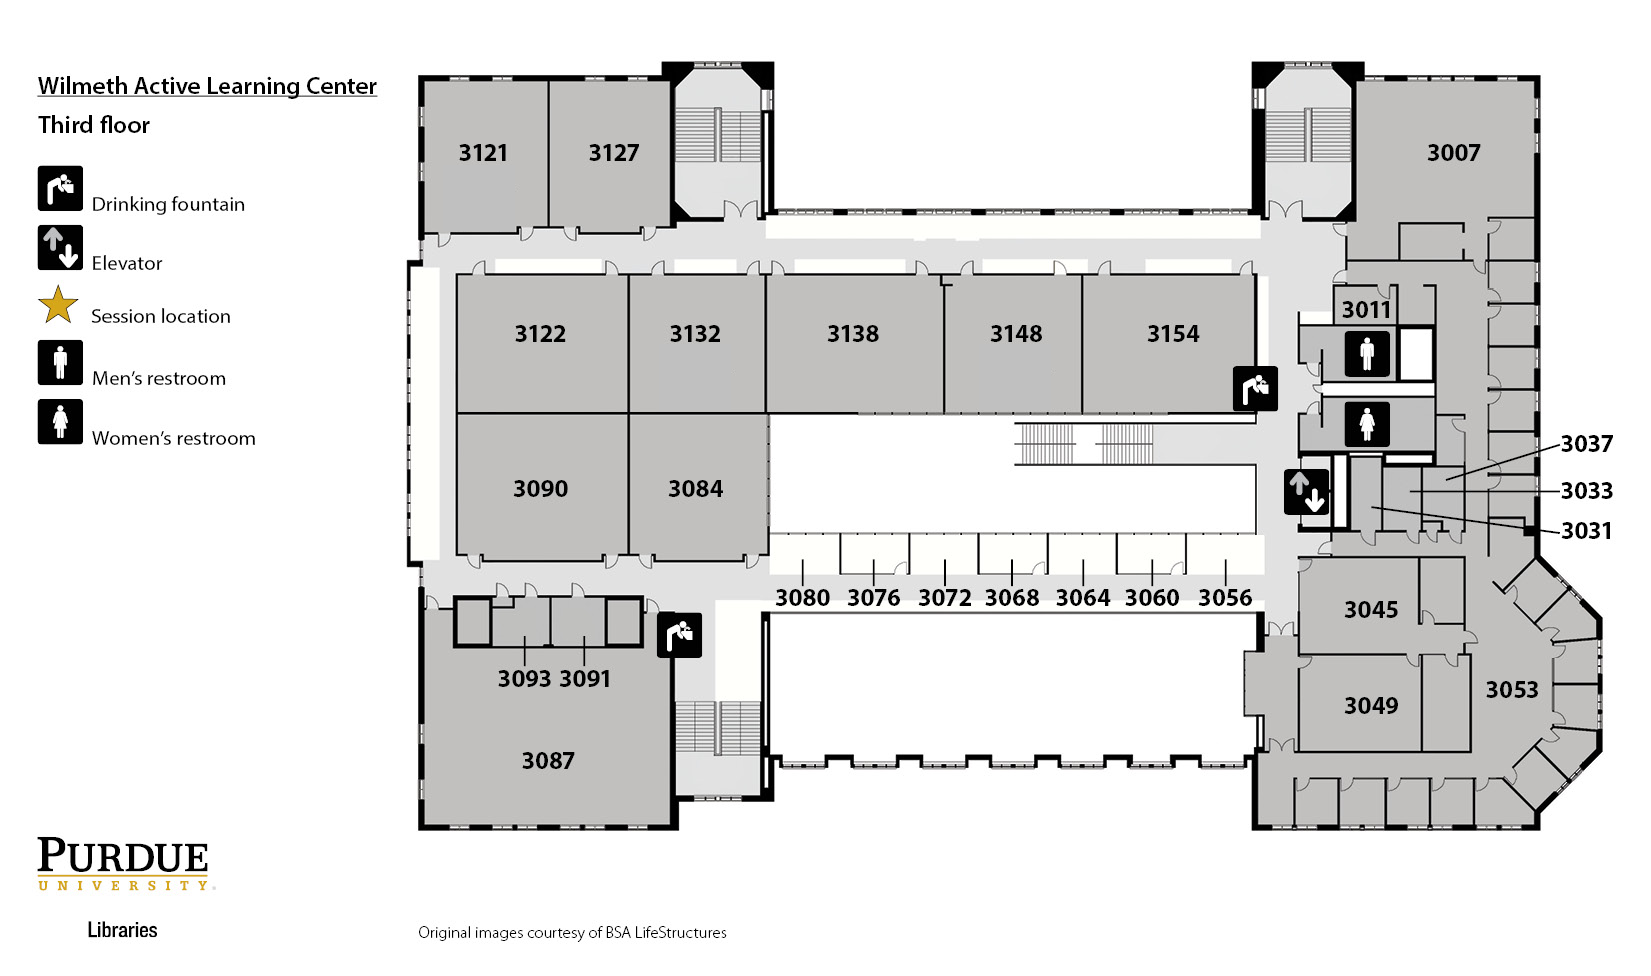 Wilmeth Active Learning Center
Third floor
Drinking fountain
Elevator
Session location
Men's restroom
Women's restroom
3121
3127
3007
3122
3132
3138
3148
3154
3011
3090
3084
3037
3033
3031
3080
3076
3072
3068
3064
3060
3056
3045
3093
3091
3053
3049
3087
PURDUE
UNIVERSITY.
Libraries
Original images courtesy of BSA LifeStructures